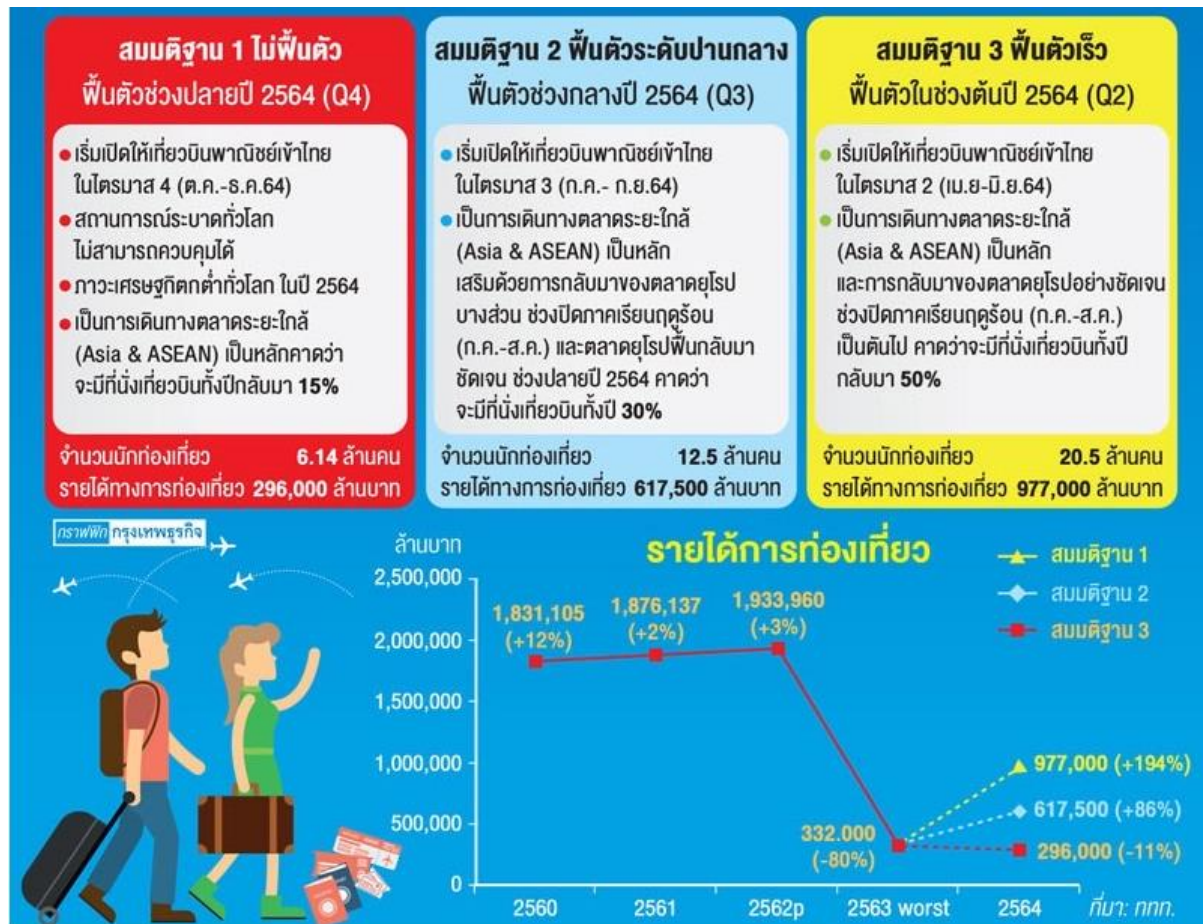 สมมติฐาน 1 ไม่ฟื้นตัว
ฟื้นตัวช่วงปลายปี 2564 (Q4)
เริ่มเปิดให้เที่ยวบินพาณิชย์เข้าไทย
ในไตรมาส 4 (ต.ค.-ธ.ค.64)
สถานการณ์ระบาดทั่วโลก
ไม่สามารถควบคุมได้
ภาวะเศรษฐกิตกต่ำทั่วโลก ในปี 2564
เป็นการเดินทางตลาดระยะใกล้
(Asia & ASEAN) เป็นหลักคาดว่า
จะมีที่นั่งเที่ยวบินทั้งปีกลับมา 15%
จำนวนนักท่องเที่ยว 6.14 ล้านคน
รายได้ทางการท่องเที่ยว 296,000 ล้านบาท
สมมติฐาน 2 ฟื้นตัวระดับปานกลาง
ฟื้นตัวช่วงกลางปี 2564 (Q3)
เริ่มเปิดให้เที่ยวบินพาณิชย์เข้าไทย
ในไตรมาส 3 (ก.ค.- ก.ย.64)
เป็นการเดินทางตลาดระยะใกล้
(Asia & ASEAN) เป็นหลัก
เสริมด้วยการกลับมาของตลาดยุโรป
บางส่วน ช่วงปิดภาคเรียนฤดูร้อน
(ก.ค.-ส.ค.) และตลาดยุโรปฟื้นกลับมา
ชัดเจน ช่วงปลายปี 2564 คาดว่า
จะมีที่นั่งเที่ยวบินทั้งปี 30%
จำนวนนักท่องเที่ยว 12.5 ล้านคน
รายได้ทางการท่องเที่ยว 617,500 ล้านบาท
สมมติฐาน 3 ฟื้นตัวเร็ว
ฟื้นตัวในช่วงต้นปี 2564 (Q2)
เริ่มเปิดให้เที่ยวบินพาณิชย์เข้าไทย
ในไตรมาส 2 (เม.ย-มิ.ย.64)
เป็นการเดินทางตลาดระยะใกล้
(Asia & ASEAN) เป็นหลัก
และการกลับมาของตลาดยุโรปอย่างชัดเจน
ช่วงปิดภาคเรียนฤดูร้อน (ก.ค.-ส.ค.)
เป็นต้นไป คาดว่าจะมีที่นั่งเที่ยวบินทั้งปี
กลับมา 50%
จำนวนนักท่องเที่ยว 20.5 ล้านคน
รายได้ทางการท่องเที่ยว 977,000 ล้านบาท
กราฟฟิก กรุงเทพธุรกิจ
รายได้การท่องเที่ยว
สมมติฐาน 1
สมมติฐาน 2
สมมติฐาน 3
ล้านบาท
2,500,000
2,000,000
1,500,000
1,000,000
500,000
0
1,831,105
(+12%)
1,876,137
(+2%)
1,933,960
(+3%)
332.000
(-80%)
977,000 (+194%)
617,500 (+86%)
296,000 (-11%)
2560 2561 2562p 2563 worst 2564
ที่มา: ททท.